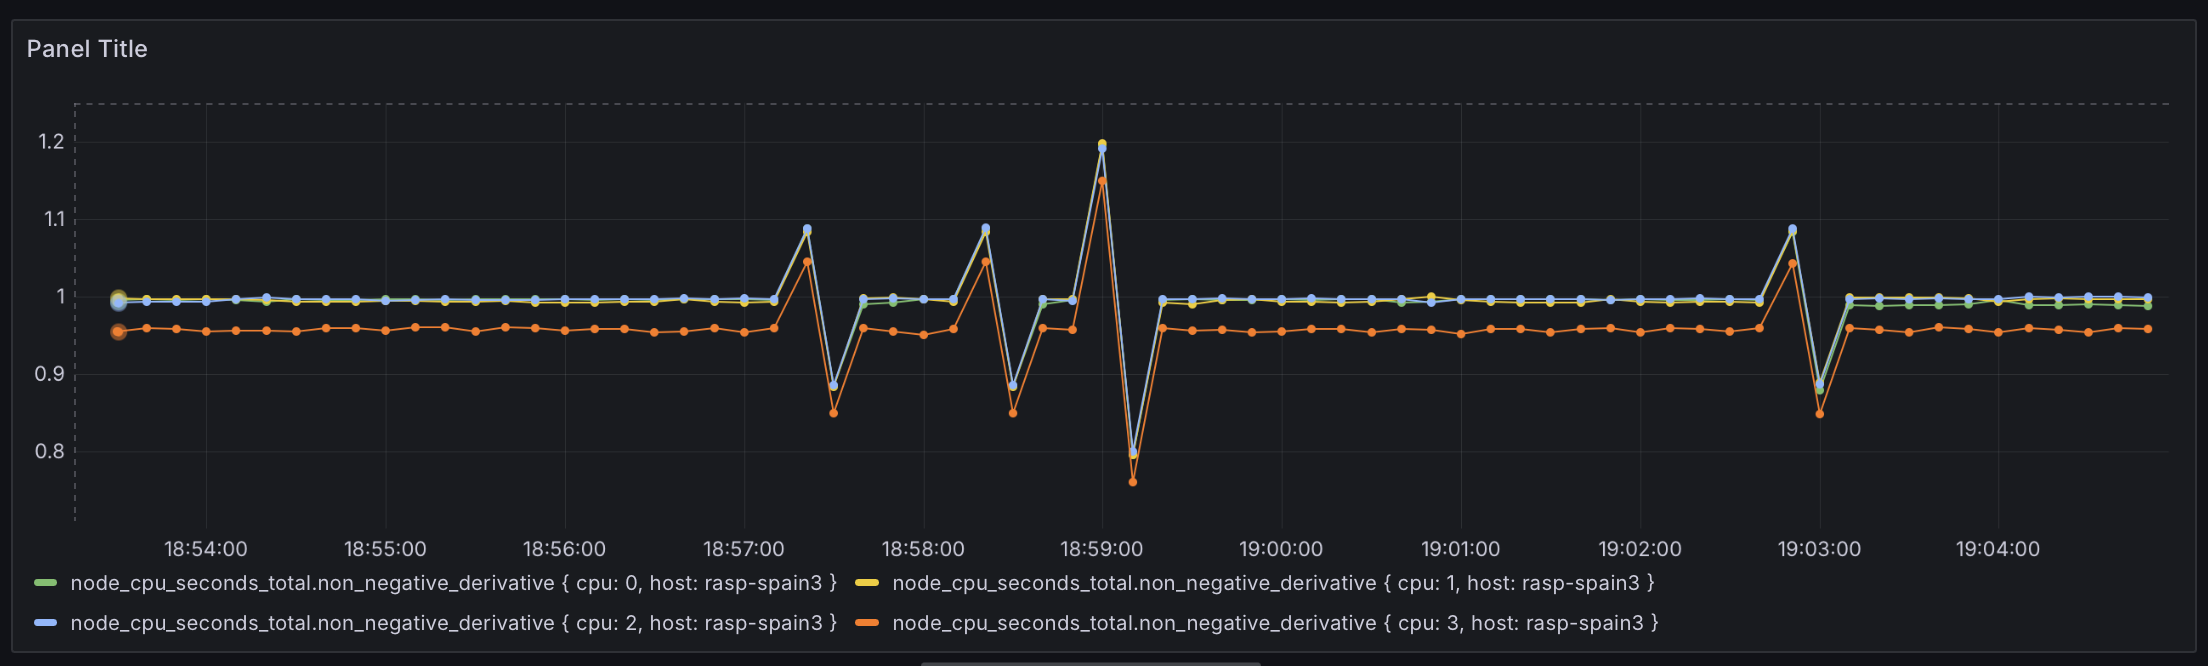 Panel Title
1.2
1.1
1
0.9
0.8
18:54:00 18:55:00 18:56:00 18:57:00 18:58:00 18:59:00 19:00:00 19:01:00 19:02:00 19:03:00 19:04:00
node_cpu_seconds_total.non_negative_derivative { cpu: 0, host: rasp-spain3 } node_cpu_seconds_total.non_negative_derivative { cpu: 1, host: rasp-spain3 }
node_cpu_seconds_total.non_negative_derivative { cpu: 2, host: rasp-spain3 } node_cpu_seconds_total.non_negative_derivative { cpu: 3, host: rasp-spain3 }